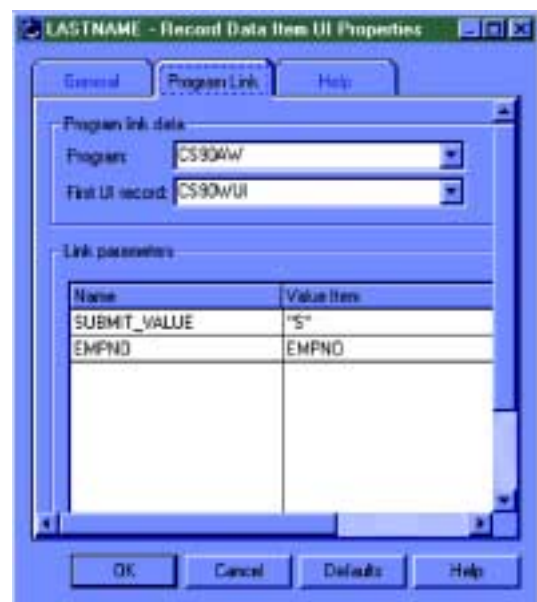 LASTNAME - Record Data Item UI Properties
General Program Link Help
Program link data
Program: CS90AW
First UI record: CS90WUI
Link parameters
Name Value Item
SUBMIT_VALUE "S"
EMPNO EMPNO
OK Cancel Defaults Help